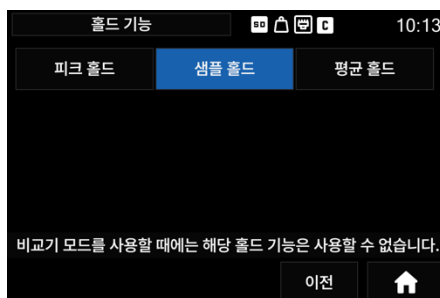 홀드 기능 SD C 10:13
피크 홀드 샘플 홀드 평균 홀드
비교기 모드를 사용할 때에는 해당 홀드 기능은 사용할 수 없습니다.
이전